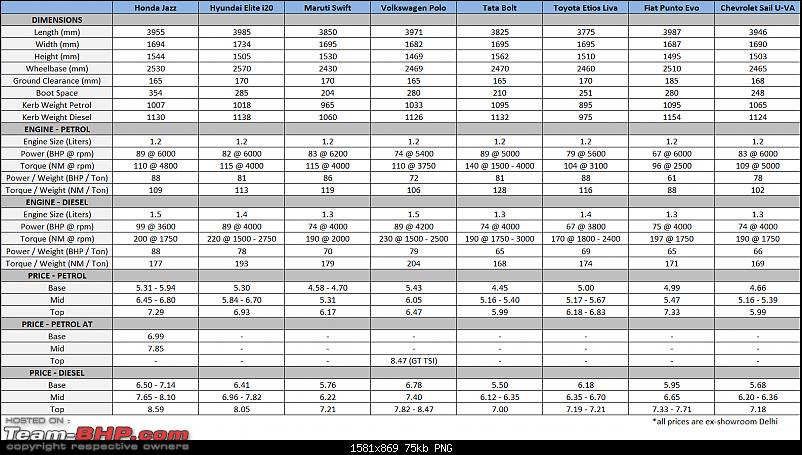 Honda Jazz Hyundai Elite i20 Maruti Swift Volkswagen Polo Tata Bolt Toyota Etios Liva Fiat Punto Evo Chevrolet Sail U-VA
DIMENSIONS
Length (mm) 3955 3985 3850 3971 3825 3775 3987 3946
Width (mm) 1694 1734 1695 1682 1695 1695 1687 1690
Height (mm) 1544 1505 1530 1469 1562 1510 1495 1503
Wheelbase (mm) 2530 2570 2430 2469 2470 2460 2510 2465
Ground Clearance (mm) 165 170 170 165 165 170 185 168
Boot Space 354 285 204 280 210 251 280 248
Kerb Weight Petrol 1007 1018 965 1033 1095 895 1095 1065
Kerb Weight Diesel 1130 1138 1060 1126 1132 975 1154 1124
ENGINE - PETROL
Engine Size (Liters) 1.2 1.2 1.2 1.2 1.2 1.2 1.2 1.2
Power (BHP @ rpm) 89 @ 6000 82 @ 6000 83 @ 6200 74 @ 5400 89 @ 5000 79 @ 5600 67 @ 6000 83 @ 6000
Torque (NM @ rpm) 110 @ 4800 115 @ 4000 115 @ 4000 110 @ 3750 140 @ 1500 - 4000 104 @ 3100 96 @ 2500 109 @ 5000
Power / Weight (BHP / Ton) 88 81 86 72 81 88 61 78
Torque / Weight (NM / Ton) 109 113 119 106 128 116 88 102
ENGINE - DIESEL
Engine Size (Liters) 1.5 1.4 1.3 1.5 1.3 1.4 1.3 1.3
Power (BHP @ rpm) 99 @ 3600 89 @ 4000 74 @ 4000 89 @ 4200 74 @ 4000 67 @ 3800 75 @ 4000 74 @ 4000
Torque (NM @ rpm) 200 @ 1750 220 @ 1500 - 2750 190 @ 2000 230 @ 1500 - 2500 190 @ 1750 - 3000 170 @ 1800 - 2400 197 @ 1750 190 @ 1750
Power / Weight (BHP / Ton) 88 78 70 79 65 69 65 66
Torque / Weight (NM / Ton) 177 193 179 204 168 174 171 169
PRICE - PETROL
Base 5.31 - 5.94 5.30 4.58 - 4.70 5.43 4.45 5.00 4.99 4.66
Mid 6.45 - 6.80 5.84 - 6.70 5.31 6.05 5.16 - 5.40 5.17 - 5.67 5.47 5.16 - 5.39
Top 7.29 6.93 6.17 6.47 5.99 6.18 - 6.83 7.33 5.99
PRICE - PETROL AT
Base 6.99 - - - - - - -
Mid 7.85 - - - - - - -
Top - - - 8.47 (GT TSI) - - - -
PRICE - DIESEL
Base 6.50 - 7.14 6.41 5.76 6.78 5.50 6.18 5.95 5.68
Mid 7.65 - 8.10 6.96 - 7.82 6.22 7.40 6.12 - 6.35 6.35 - 6.70 6.65 6.20 - 6.36
Top 8.59 8.05 7.21 7.82 - 8.47 7.00 7.19 - 7.21 7.33 - 7.71 7.18
*all prices are ex-showroom Delhi
HOSTED ON :
Team-BHP.com
copyright respective owners
1581x869 75kb PNG